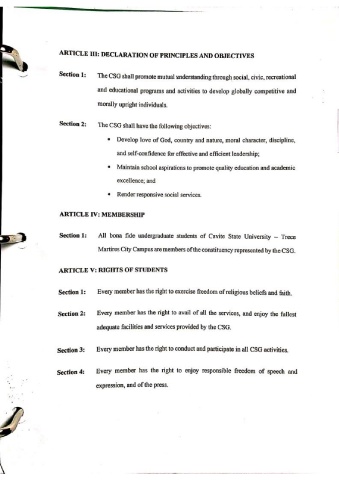 ARTICLE III: DECLARATION OF PRINCIPLES AND OBJECTIVES
Section 1: The CSG shall promote mutual understanding through social, civic, recreational
and educational programs and activities to develop globally competitive and
morally upright individuals.
Section 2: The CSG shall have the following objectives:
• Develop love of God, country and nature, moral character, discipline,
and self-confidence for effective and efficient leadership;
• Maintain school aspirations to promote quality education and academic
excellence; and
• Render responsive social services.
ARTICLE IV: MEMBERSHIP
Section 1: All bona fide undergraduate students of Cavite State University – Trece
Martires City Campus are members of the constituency represented by the CSG.
ARTICLE V: RIGHTS OF STUDENTS
Section 1: Every member has the right to exercise freedom of religious beliefs and faith.
Section 2: Every member has the right to avail of all the services, and enjoy the fullest
adequate facilities and services provided by the CSG.
Section 3: Every member has the right to conduct and participate in all CSG activities.
Section 4: Every member has the right to enjoy responsible freedom of speech and
expression, and of the press.